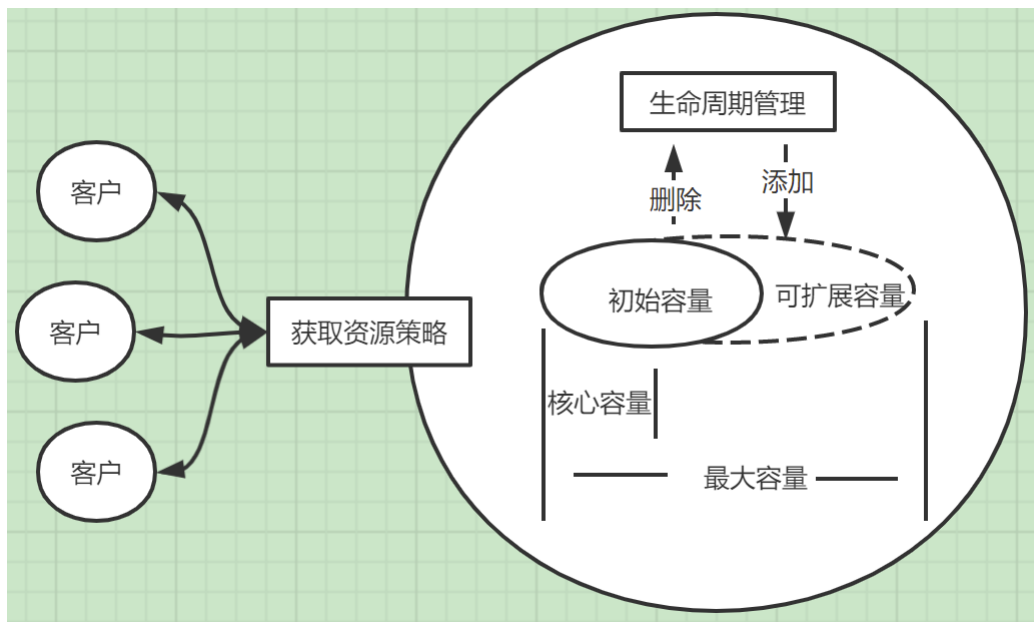 生命周期管理
删除
添加
初始容量
可扩展容量
核心容量
最大容量
获取资源策略
客户
客户
客户